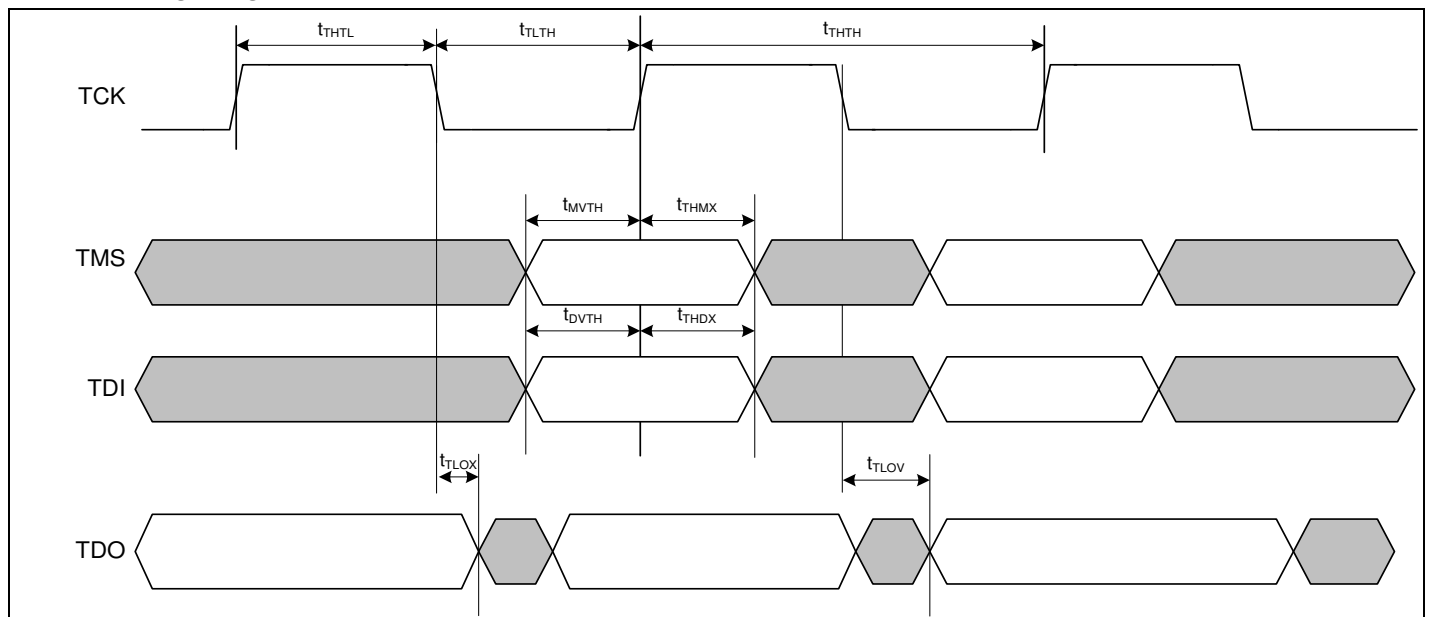 tTHTL tTLTH tTHTH
TCK
tMVTH tTHMX
TMS
tDVTH tTHDX
TDI
tTLOX tTLOV
TDO